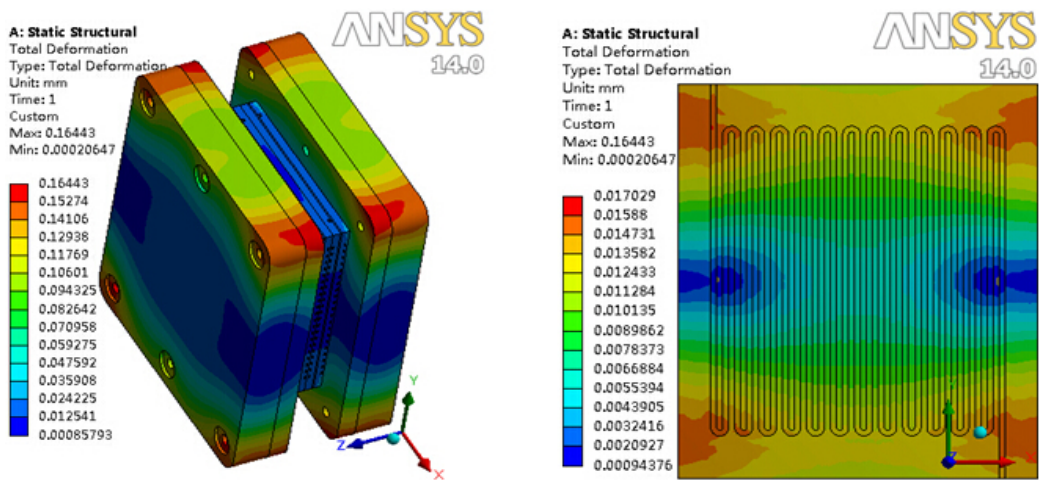 A: Static Structural
Total Deformation
Type: Total Deformation
Unit: mm
Time: 1
Custom
Max: 0.16443
Min: 0.00020647
ANSYS
14.0
0.16443
0.15274
0.14106
0.12938
0.11769
0.10601
0.094325
0.082642
0.070958
0.059275
0.047592
0.035908
0.024225
0.012541
0.00085793
Y
Z
X
A: Static Structural
Total Deformation
Type: Total Deformation
Unit: mm
Time: 1
Custom
Max: 0.16443
Min: 0.00020647
ANSYS
14.0
0.017029
0.01588
0.014731
0.013582
0.012433
0.011284
0.010135
0.0089862
0.0078373
0.0066884
0.0055394
0.0043905
0.0032416
0.0020927
0.00094376
Z
X